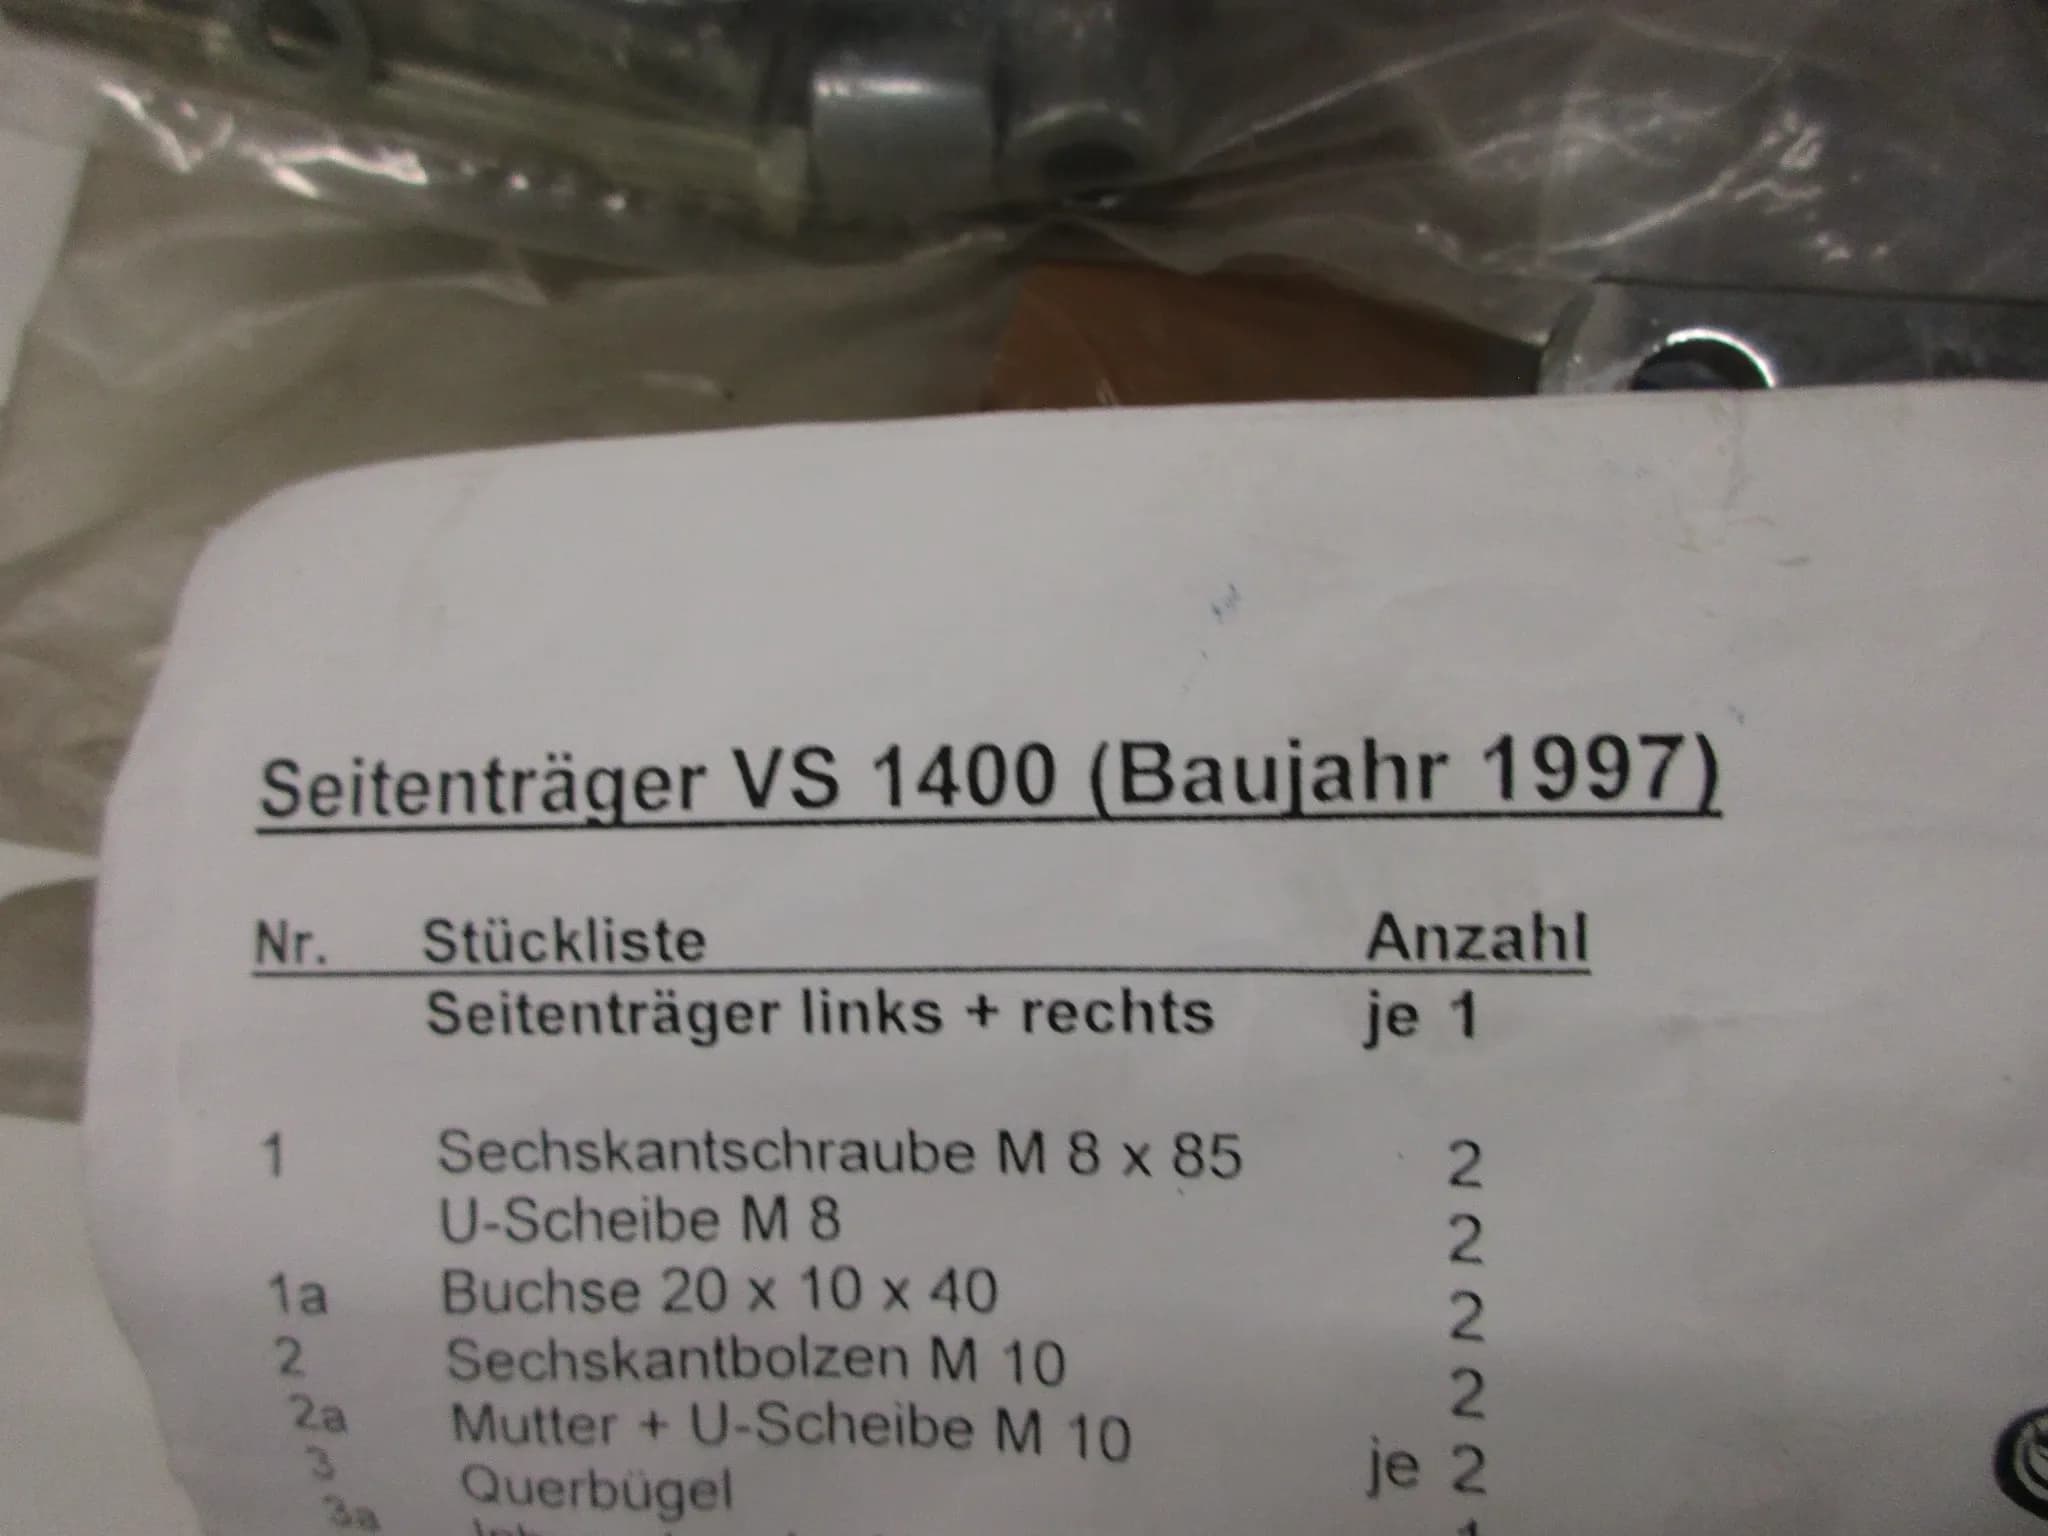 Seitenträger VS 1400 (Baujahr 1997)
Nr. Stückliste Anzahl
Seitenträger links + rechts je 1
1 Sechskantschraube M 8 x 85 2
U-Scheibe M 8 2
1a Buchse 20 x 10 x 40 2
2 Sechskantbolzen M 10 2
2a Mutter + U-Scheibe M 10 je 2
3 Querbügel 1
3a